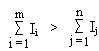 m n
Σ Ii > Σ Ij
i = 1 j = 1